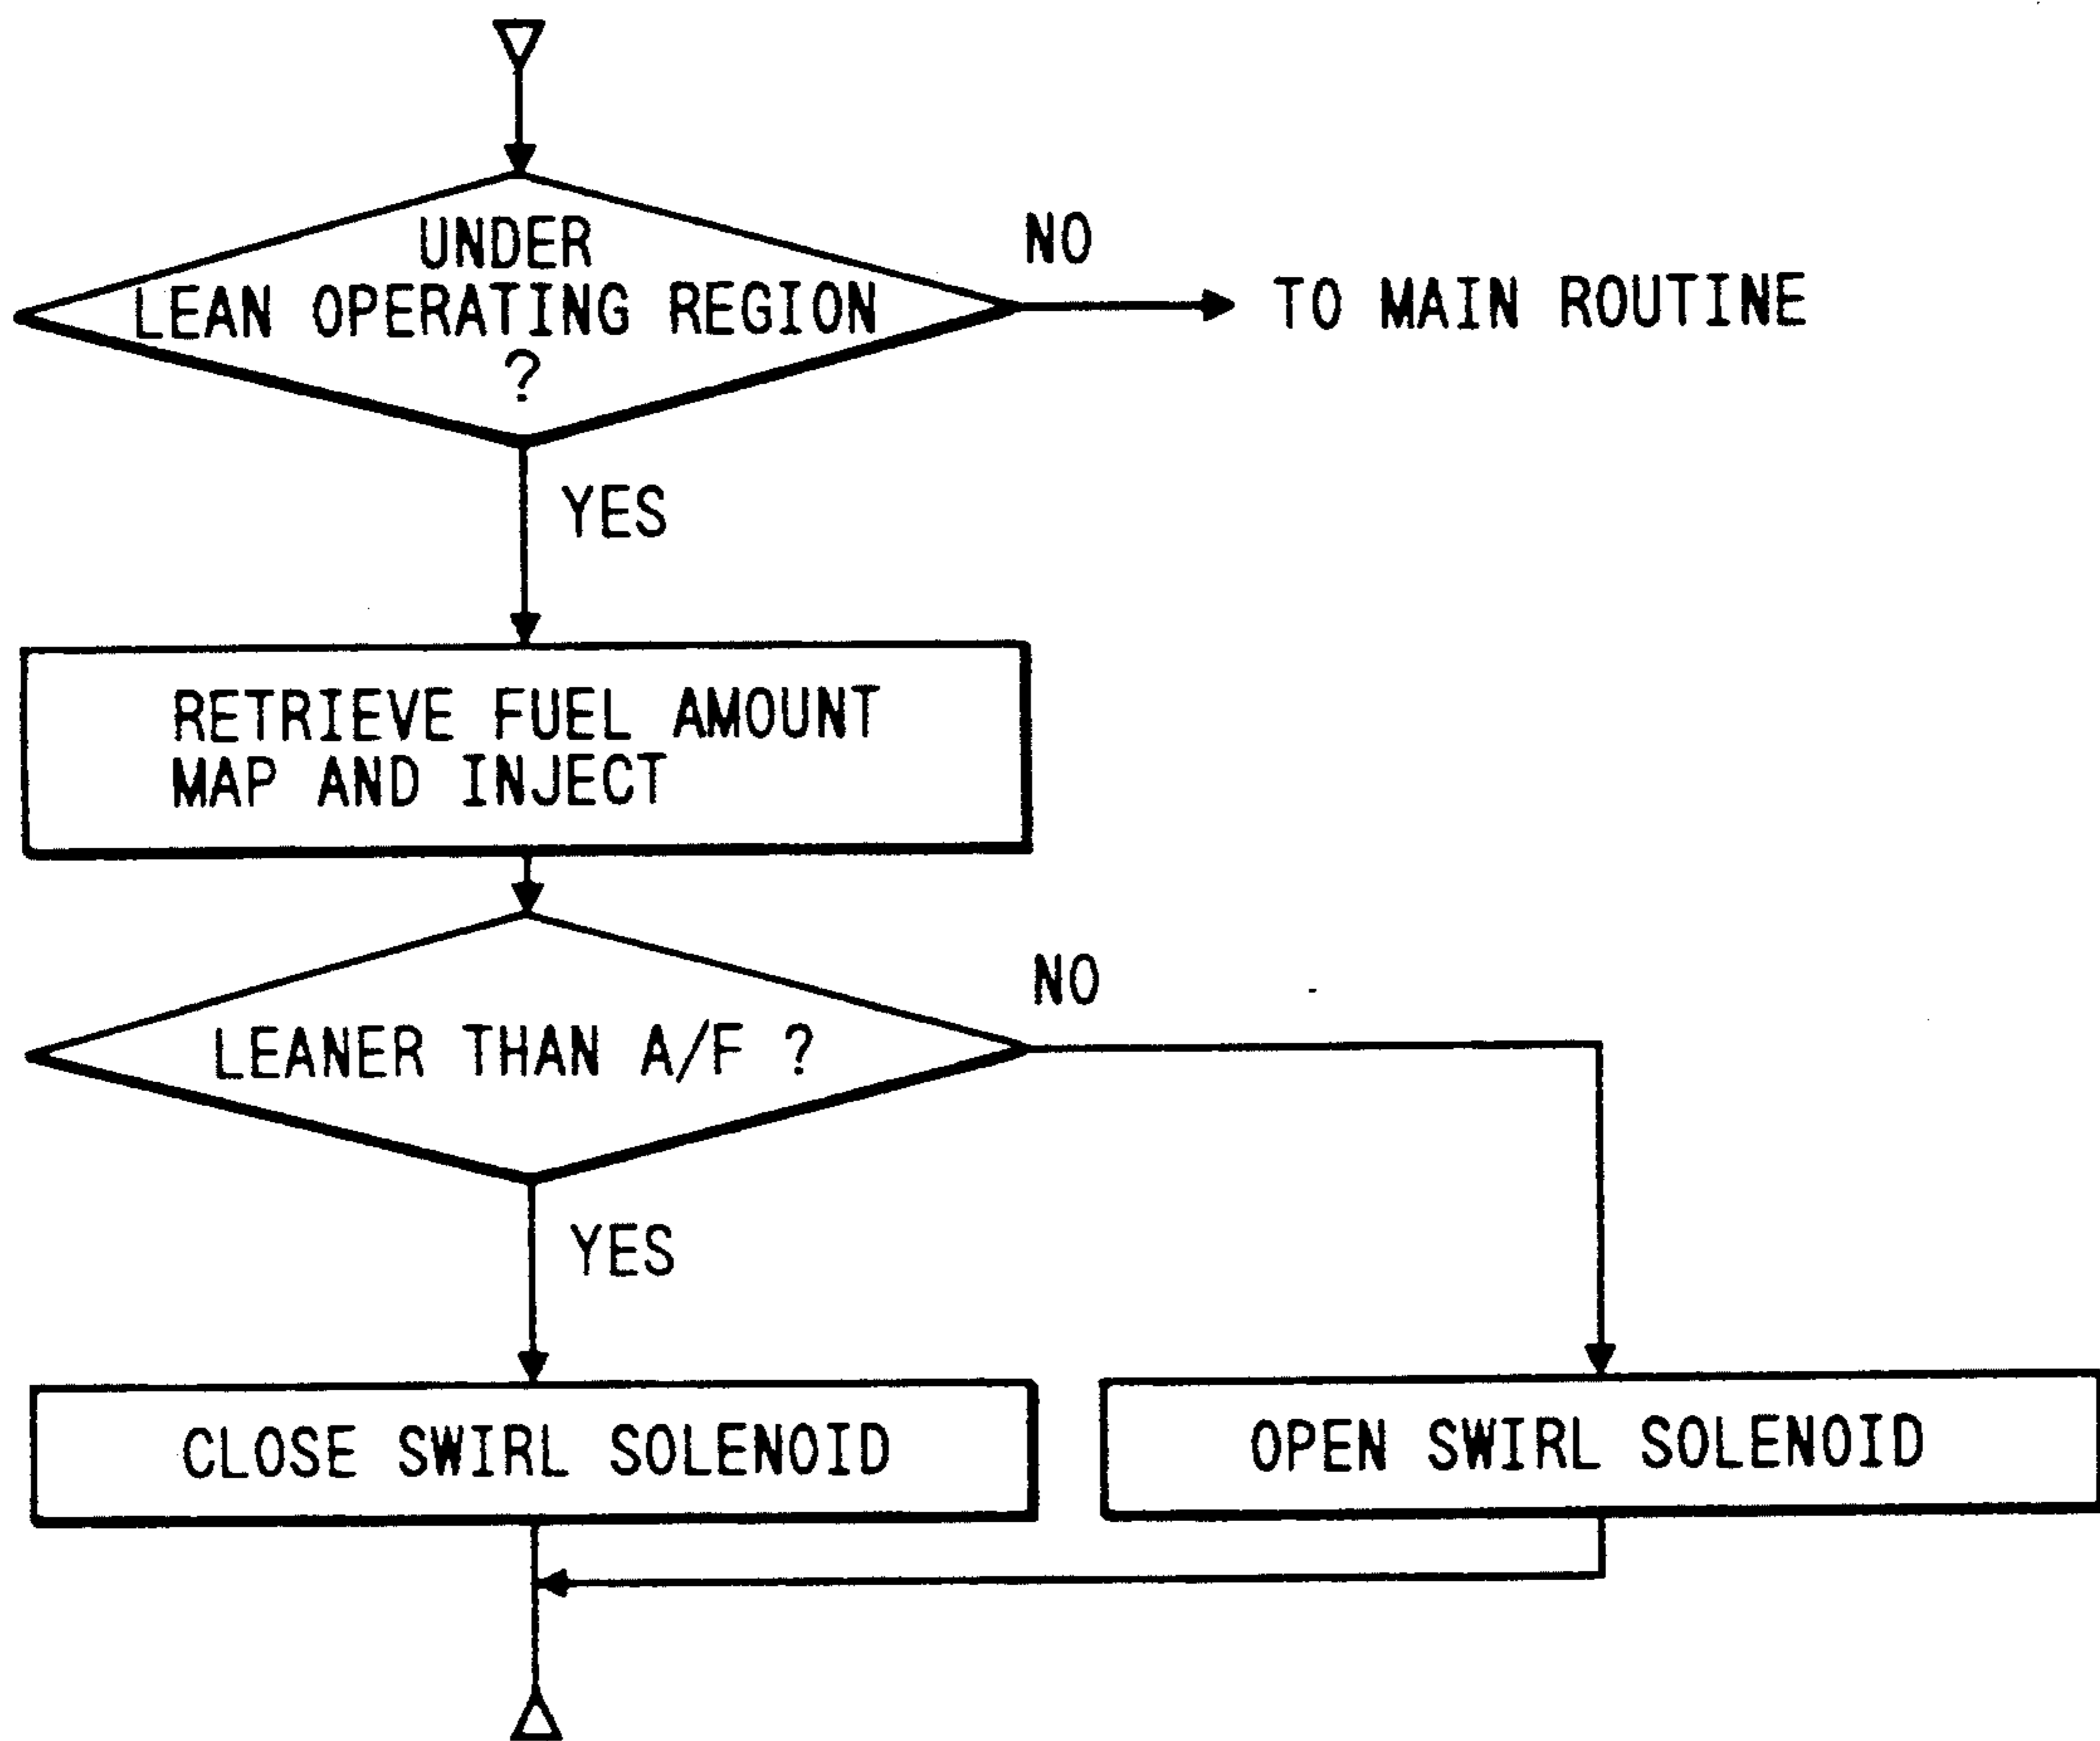 UNDER
LEAN OPERATING REGION
?
NO
TO MAIN ROUTINE
YES
RETRIEVE FUEL AMOUNT
MAP AND INJECT
LEANER THAN A/F ?
NO
YES
CLOSE SWIRL SOLENOID
OPEN SWIRL SOLENOID